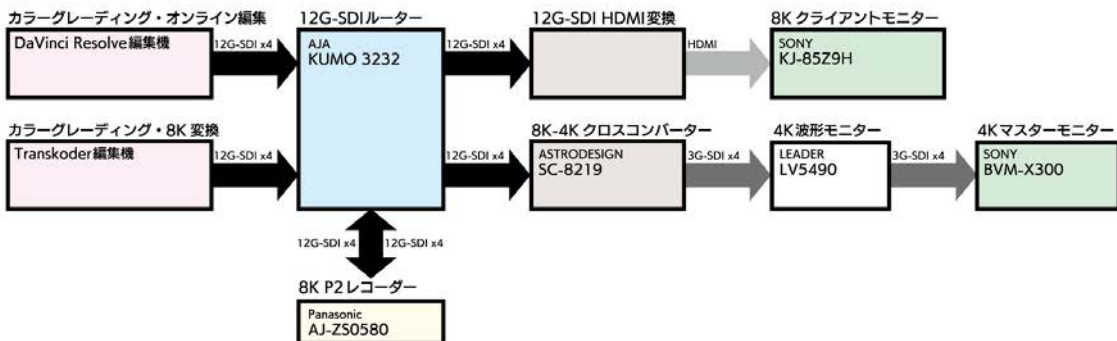 カラーグレーディング・オンライン編集
DaVinci Resolve編集機
12G-SDI x4
12G-SDIルーター
AJA
KUMO 3232
12G-SDI x4
12G-SDI HDMI変換
HDMI
8K クライアントモニター
SONY
KJ-85Z9H
カラーグレーディング・8K 変換
Transkoder編集機
12G-SDI x4
12G-SDI x4
8K-4K クロスコンバーター
ASTRODESIGN
SC-8219
3G-SDI x4
4K波形モニター
LEADER
LV5490
3G-SDI x4
4Kマスターモニター
SONY
BVM-X300
12G-SDI x4
12G-SDI x4
8K P2レコーダー
Panasonic
AJ-ZS0580